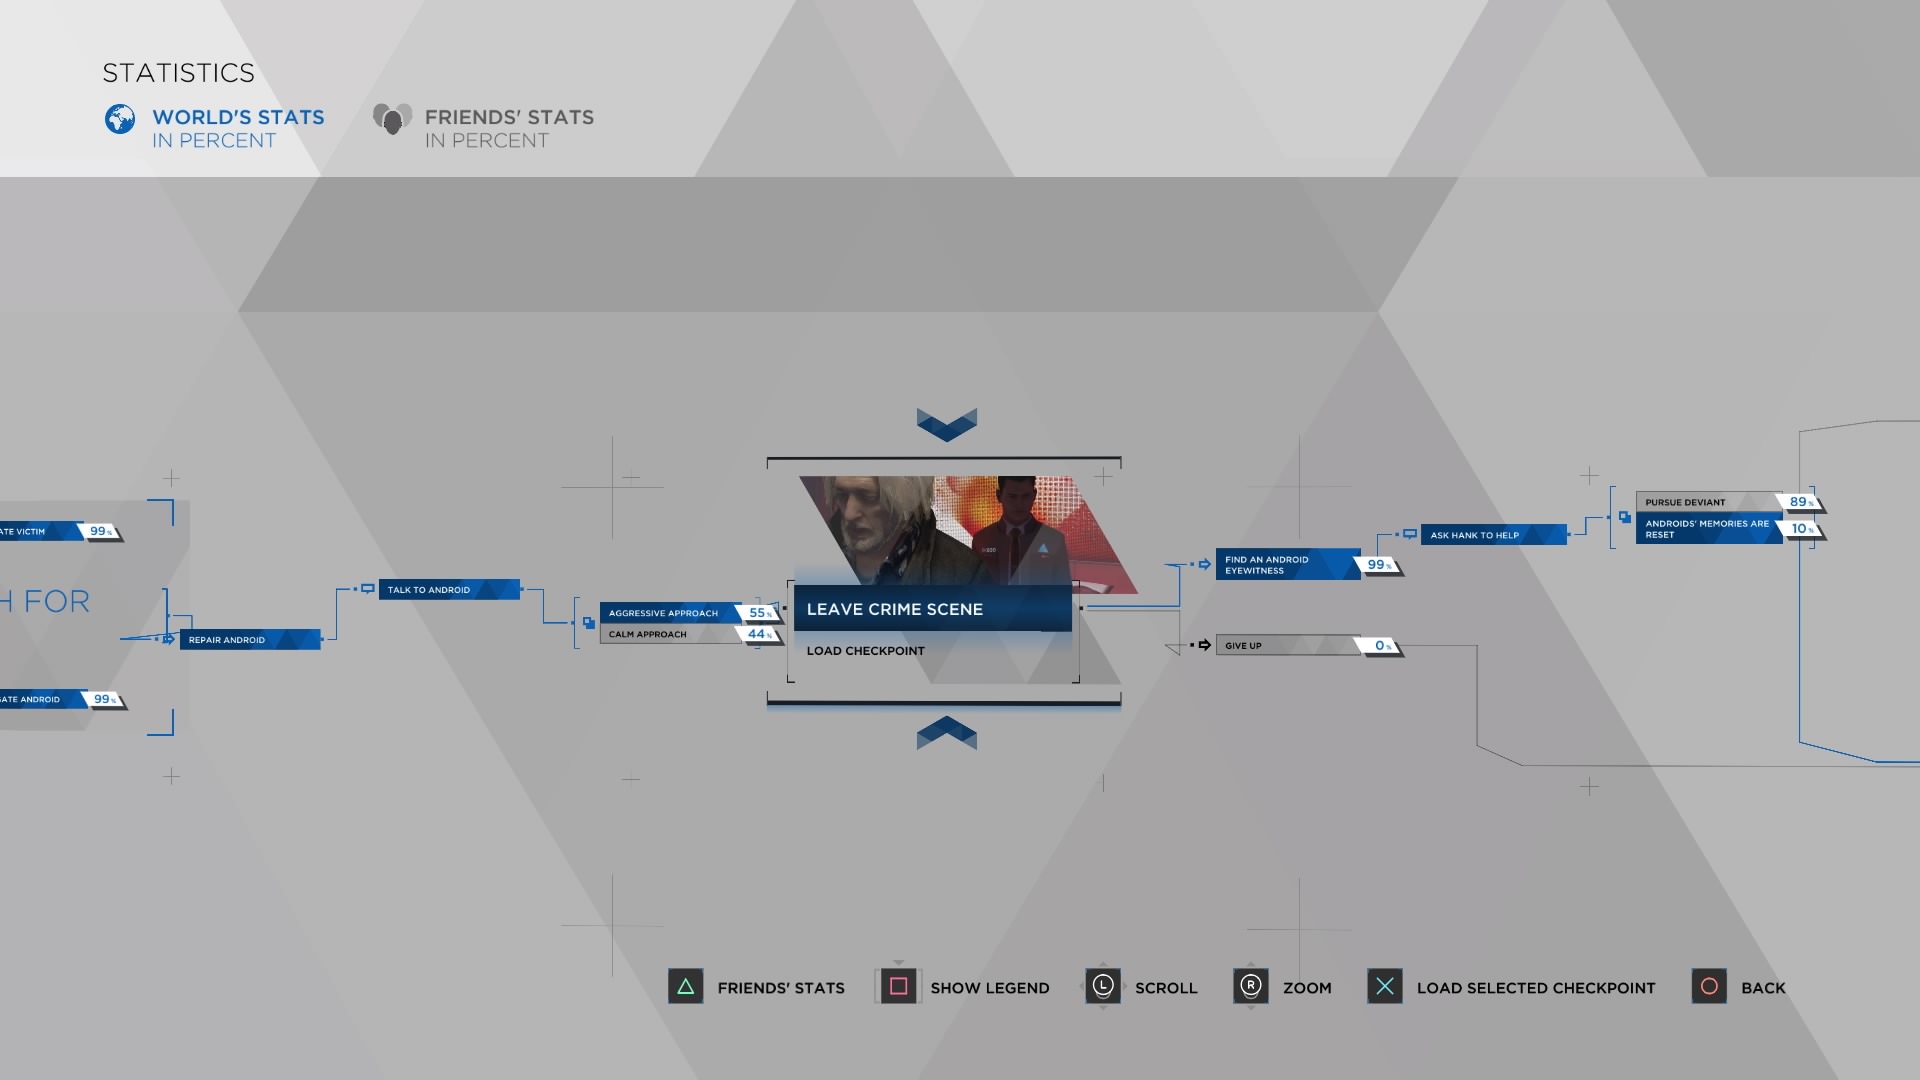 STATISTICS
WORLD'S STATS
IN PERCENT
FRIENDS' STATS
IN PERCENT
ATE VICTIM 99%
H FOR
GATE ANDROID 99%
REPAIR ANDROID
TALK TO ANDROID
AGGRESSIVE APPROACH 55%
CALM APPROACH 44%
LEAVE CRIME SCENE
LOAD CHECKPOINT
FIND AN ANDROID
EYEWITNESS 99%
GIVE UP 0%
ASK HANK TO HELP
PURSUE DEVIANT 89%
ANDROIDS' MEMORIES ARE
RESET 10%
FRIENDS' STATS
SHOW LEGEND
L SCROLL
R ZOOM
LOAD SELECTED CHECKPOINT
BACK